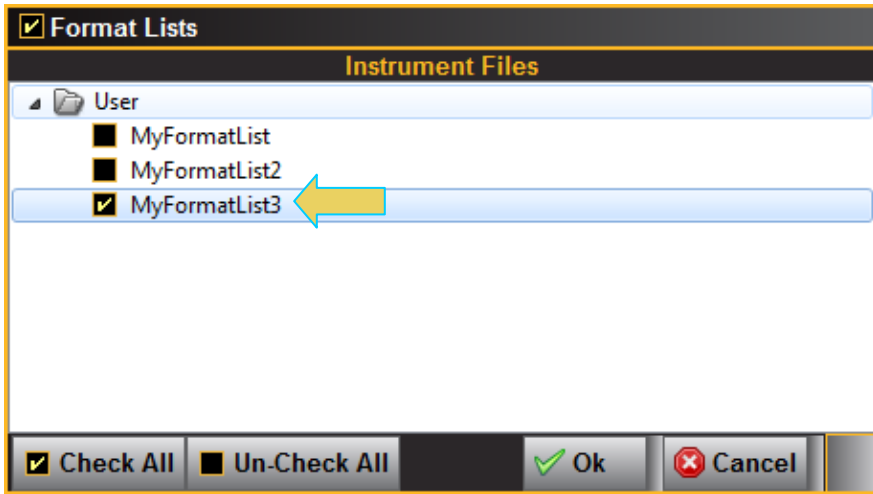 Format Lists
Instrument Files
User
MyFormatList
MyFormatList2
MyFormatList3
Check All Un-Check All Ok Cancel